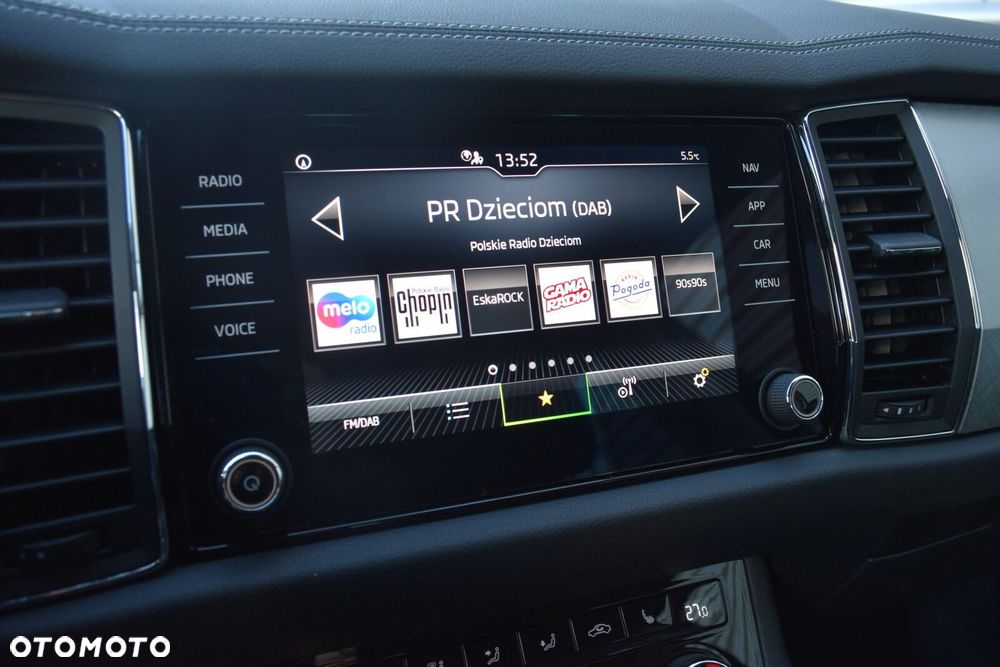 RADIO
MEDIA
PHONE
VOICE
13:52
5.5°C
PR Dzieciom (DAB)
Polskie Radio Dzieciom
melo
radio
Polskie Radio
Chopin
EskaROCK
GAMA
RADIO
Radio
Pogoda
90s90s
FM/DAB
NAV
APP
CAR
MENU
27.0
OTOMOTO